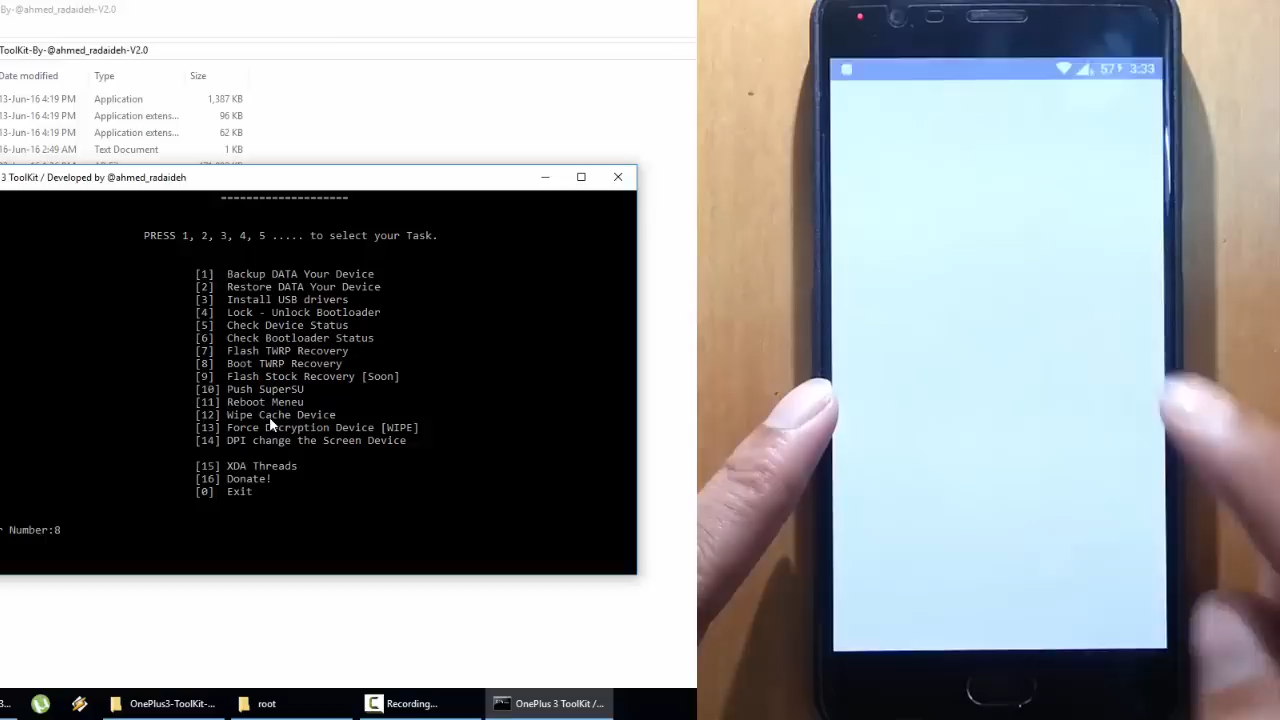 By-@ahmed_radaideh-V2.0
ToolKit-By-@ahmed_radaideh-V2.0
Date modified Type Size
13-Jun-16 4:19 PM Application 1,387 KB
13-Jun-16 4:19 PM Application extens... 96 KB
13-Jun-16 4:19 PM Application extens... 62 KB
16-Jun-16 2:49 AM Text Document 1 KB
3 ToolKit / Developed by @ahmed_radaideh
====================
PRESS 1, 2, 3, 4, 5 ..... to select your Task.
[1] Backup DATA Your Device
[2] Restore DATA Your Device
[3] Install USB drivers
[4] Lock - Unlock Bootloader
[5] Check Device Status
[6] Check Bootloader Status
[7] Flash TWRP Recovery
[8] Boot TWRP Recovery
[9] Flash Stock Recovery [Soon]
[10] Push SuperSU
[11] Reboot Meneu
[12] Wipe Cache Device
[13] Force Decryption Device [WIPE]
[14] DPI change the Screen Device
[15] XDA Threads
[16] Donate!
[0] Exit
r Number:8
3... OnePlus3-ToolKit-... root Recording... OnePlus 3 ToolKit /...
57 3:33